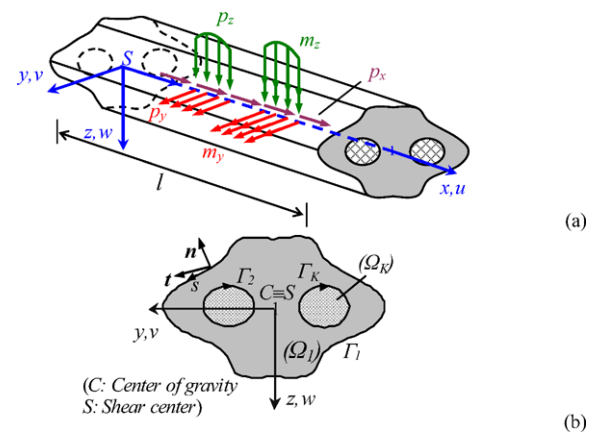 p_z
m_z
S
p_x
y,v
p_y
z,w
m_y
l
x,u
(a)
n
t
s
Γ_2
Γ_K
(Ω_K)
C≡S
y,v
(Ω_1)
Γ_1
(C: Center of gravity
S: Shear center)
z,w
(b)